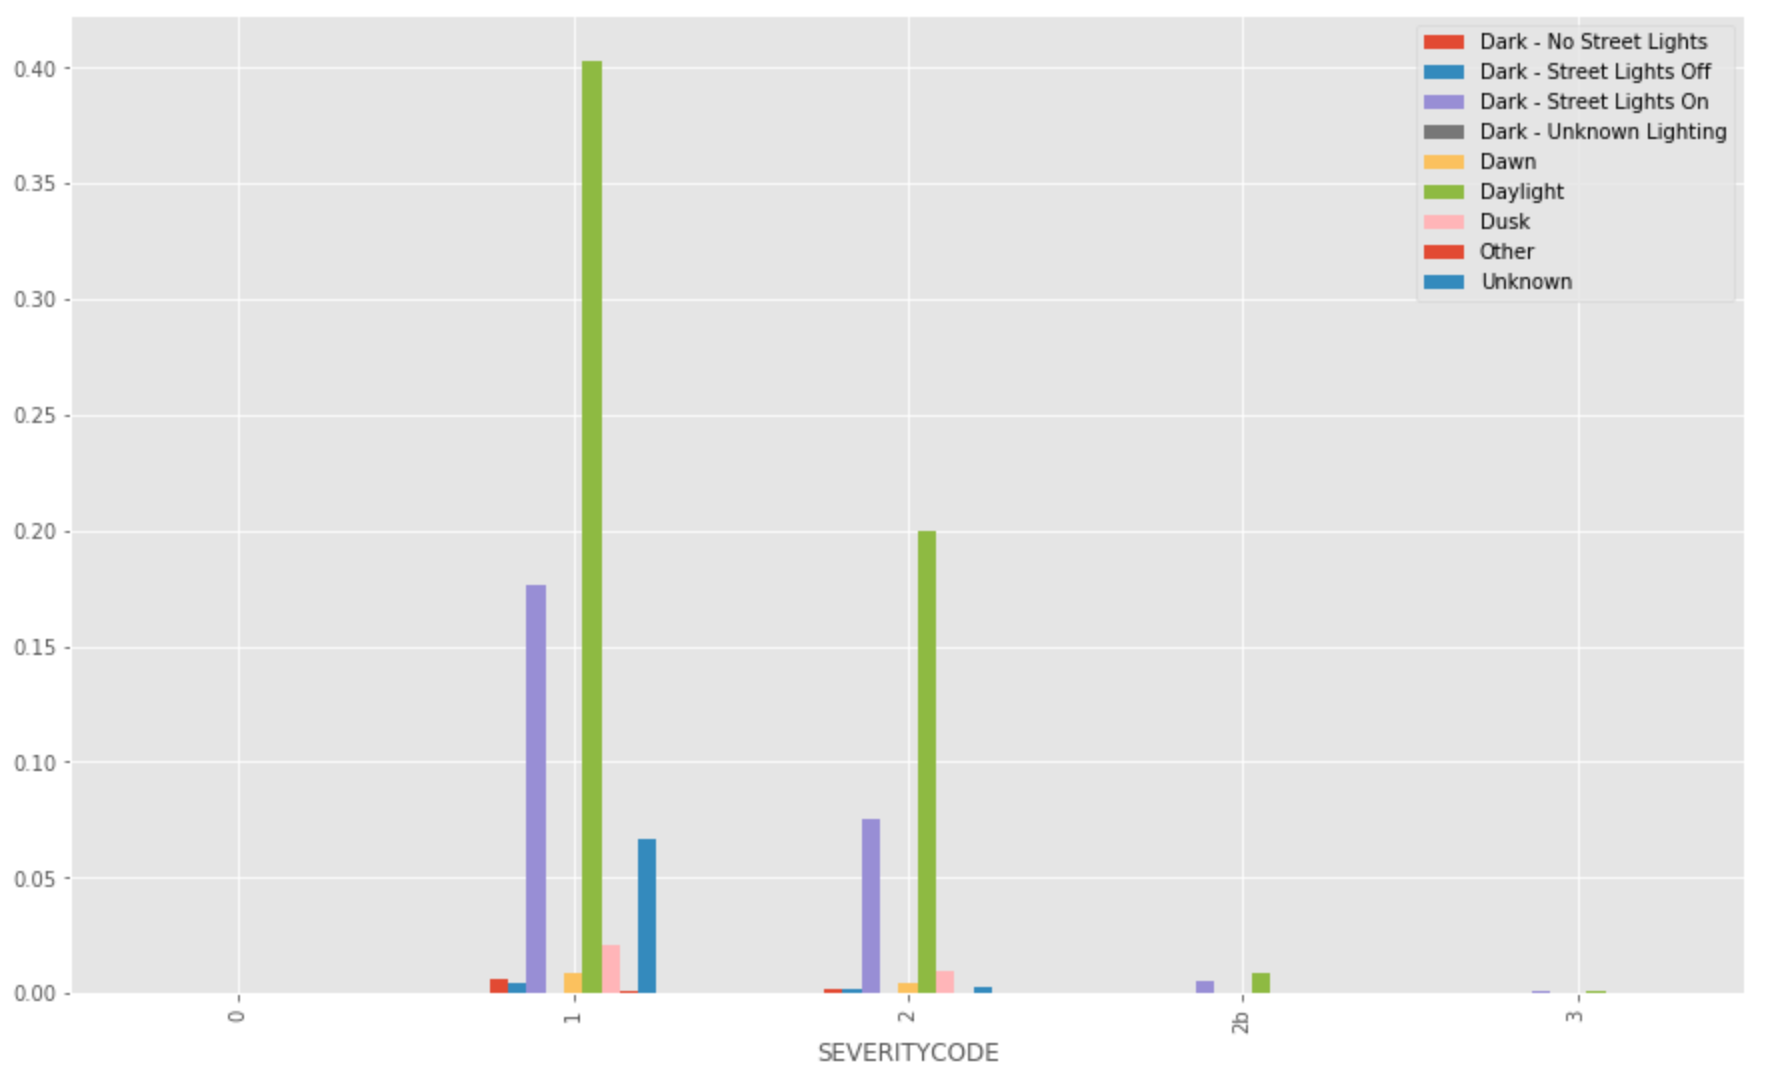 Dark - No Street Lights
Dark - Street Lights Off
Dark - Street Lights On
Dark - Unknown Lighting
Dawn
Daylight
Dusk
Other
Unknown
0.40
0.35
0.30
0.25
0.20
0.15
0.10
0.05
0.00
0
1
2
2b
3
SEVERITYCODE